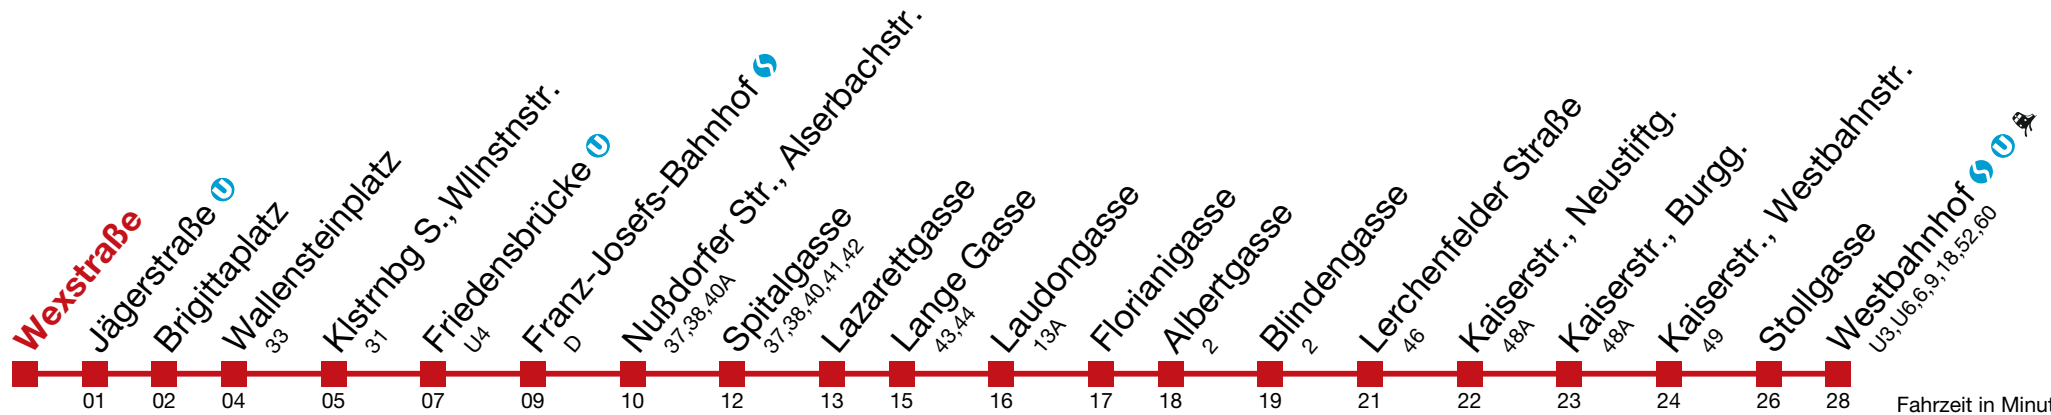 Wexstraße
Jägerstraße
Brigittaplatz
Wallensteinplatz
33
Klstrnbg S., Wllnstnstr.
31
Friedensbrücke
U4
Franz-Josefs-Bahnhof
D
Nußdorfer Str., Alserbachstr.
37,38,40A
Spitalgasse
37,38,40,41,42
Lazarettgasse
Lange Gasse
43,44
Laudongasse
13A
Florianigasse
Albertgasse
2
Blindengasse
2
Lerchenfelder Straße
46
Kaiserstr., Neustiftg.
48A
Kaiserstr., Burgg.
48A
Kaiserstr., Westbahnstr.
49
Stollgasse
Westbahnhof
U3,U6,6,9,18,52,60
01 02 04 05 07 09 10 12 13 15 16 17 18 19 21 22 23 24 26 28
Fahrzeit in Minut